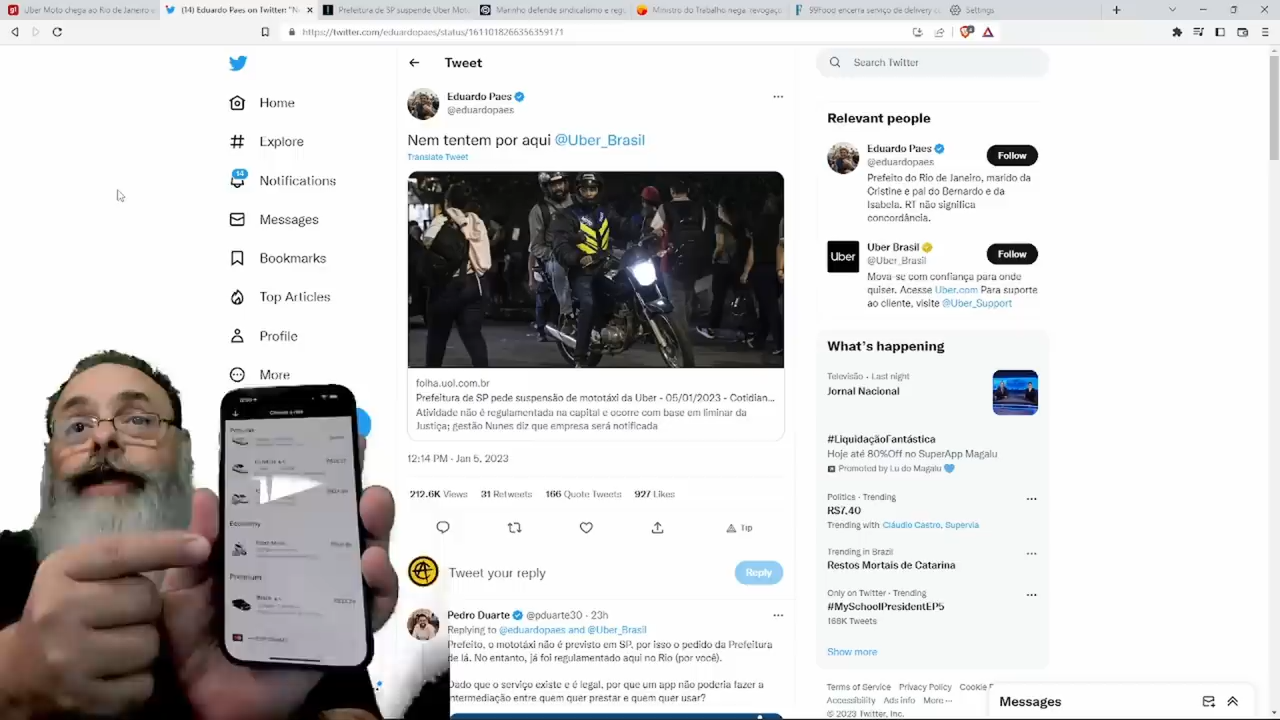 Uber Moto chega ao Rio de Janeiro e
(14) Eduardo Paes on Twitter: "N
Prefeitura de SP suspende Uber Mot
Marinho defende sindicalismo e regu
Ministro do Trabalho nega revogaç
99Food encerra serviço de delivery c
Settings
https://twitter.com/eduardopaes/status/1611018266356359171
Home
Explore
14
Notifications
Messages
Bookmarks
Top Articles
Profile
More
Tweet
Eduardo Paes
@eduardopaes
Nem tentem por aqui @Uber_Brasil
Translate Tweet
folha.uol.com.br
Prefeitura de SP pede suspensão de mototáxi da Uber - 05/01/2023 - Cotidian...
Atividade não é regulamentada na capital e ocorre com base em liminar da
Justiça; gestão Nunes diz que empresa será notificada
12:14 PM · Jan 5, 2023
212.6K Views 31 Retweets 166 Quote Tweets 927 Likes
Tip
Tweet your reply
Reply
Pedro Duarte @pduarte30 · 23h
Replying to @eduardopaes and @Uber_Brasil
Prefeito, o mototáxi não é previsto em SP, por isso o pedido da Prefeitura
de lá. No entanto, já foi regulamentado aqui no Rio (por você).
Dado que o serviço existe e é legal, por que um app não poderia fazer a
intermediação entre quem quer prestar e quem quer usar?
Search Twitter
Relevant people
Eduardo Paes
@eduardopaes
Follow
Prefeito do Rio de Janeiro, marido da
Cristine e pai do Bernardo e da
Isabela. RT não significa
concordância.
Uber
Uber Brasil
@Uber_Brasil
Follow
Mova-se com confiança para onde
quiser. Acesse Uber.com Para suporte
ao cliente, visite @Uber_Support
What's happening
Televisão · Last night
Jornal Nacional
#LiquidaçãoFantástica
Hoje até 80%Off no SuperApp Magalu
Promoted by Lu do Magalu
Politics · Trending
R$7,40
Trending with Cláudio Castro, Supervia
Trending in Brazil
Restos Mortais de Catarina
Only on Twitter · Trending
#MySchoolPresidentEP5
168K Tweets
Show more
Terms of Service Privacy Policy Cookie P
Accessibility Ads info More ···
© 2023 Twitter, Inc.
Messages
Economy
Premium